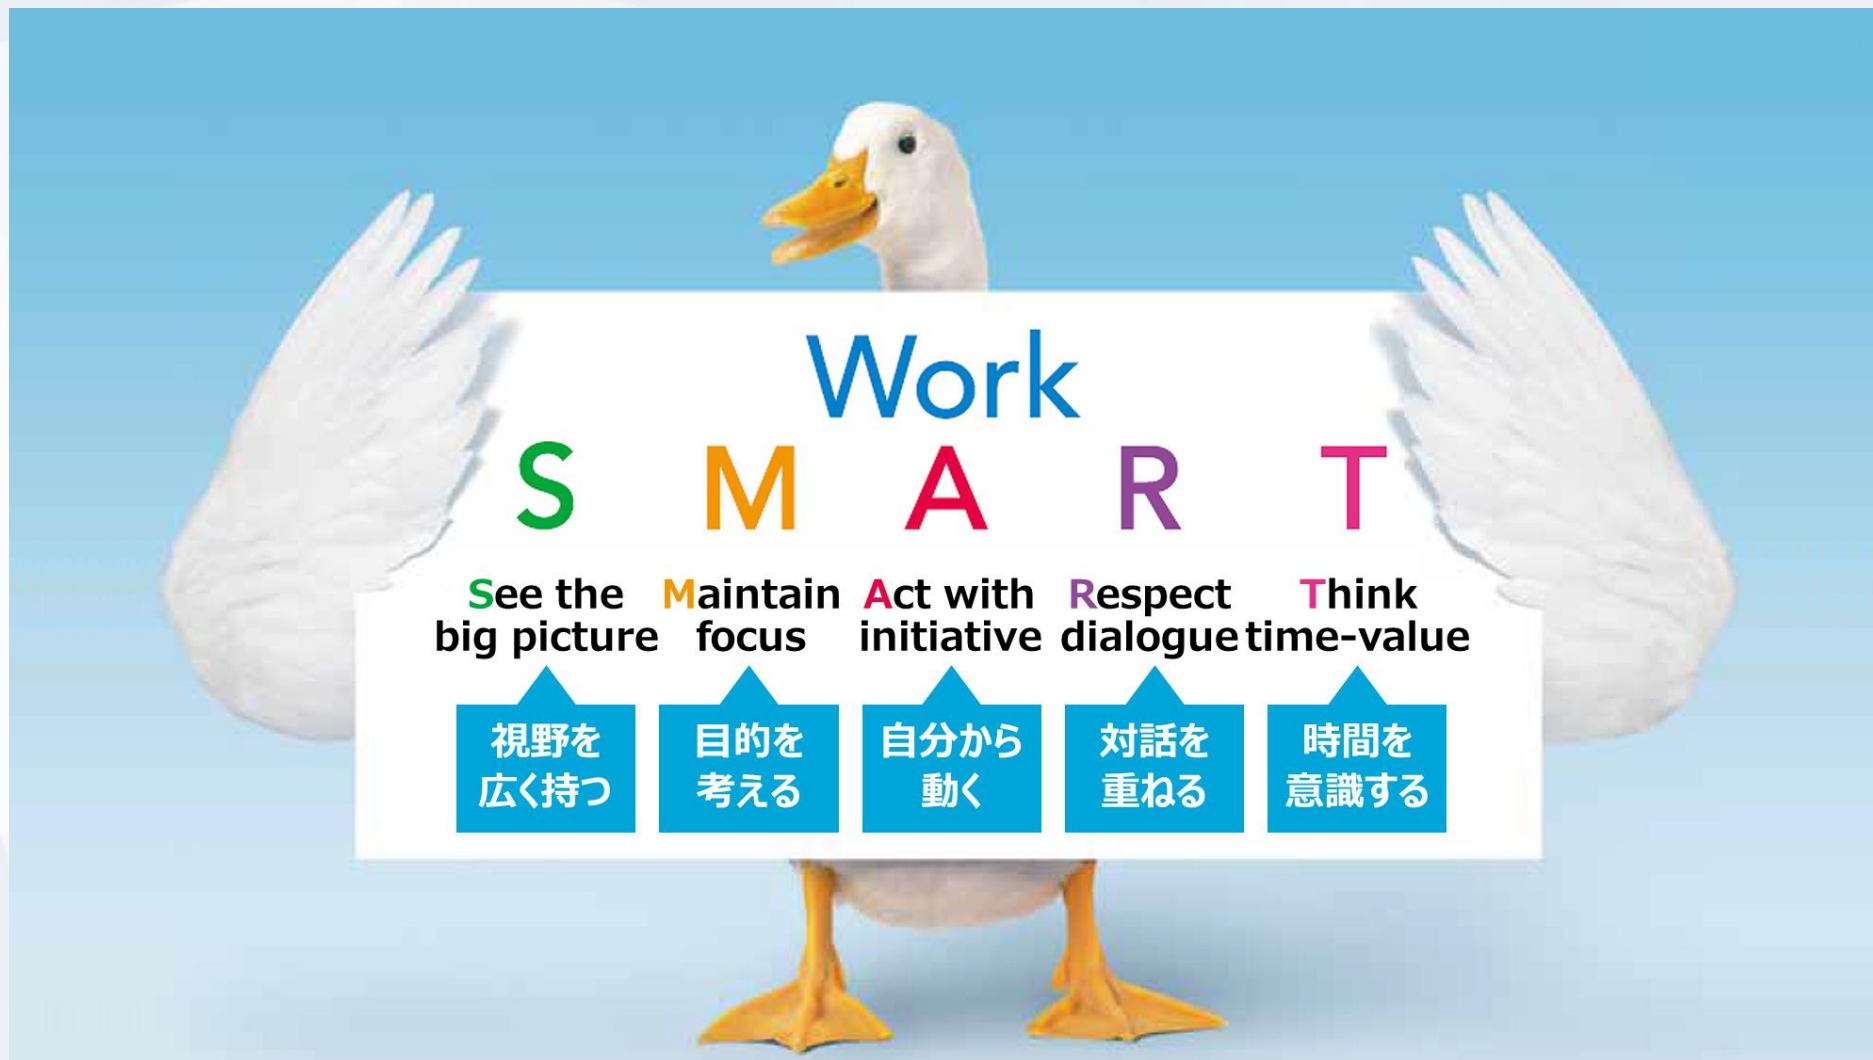 Work
S M A R T
See the
big picture
Maintain
focus
Act with
initiative
Respect
dialogue
Think
time-value
視野を
広く持つ
目的を
考える
自分から
動く
対話を
重ねる
時間を
意識する